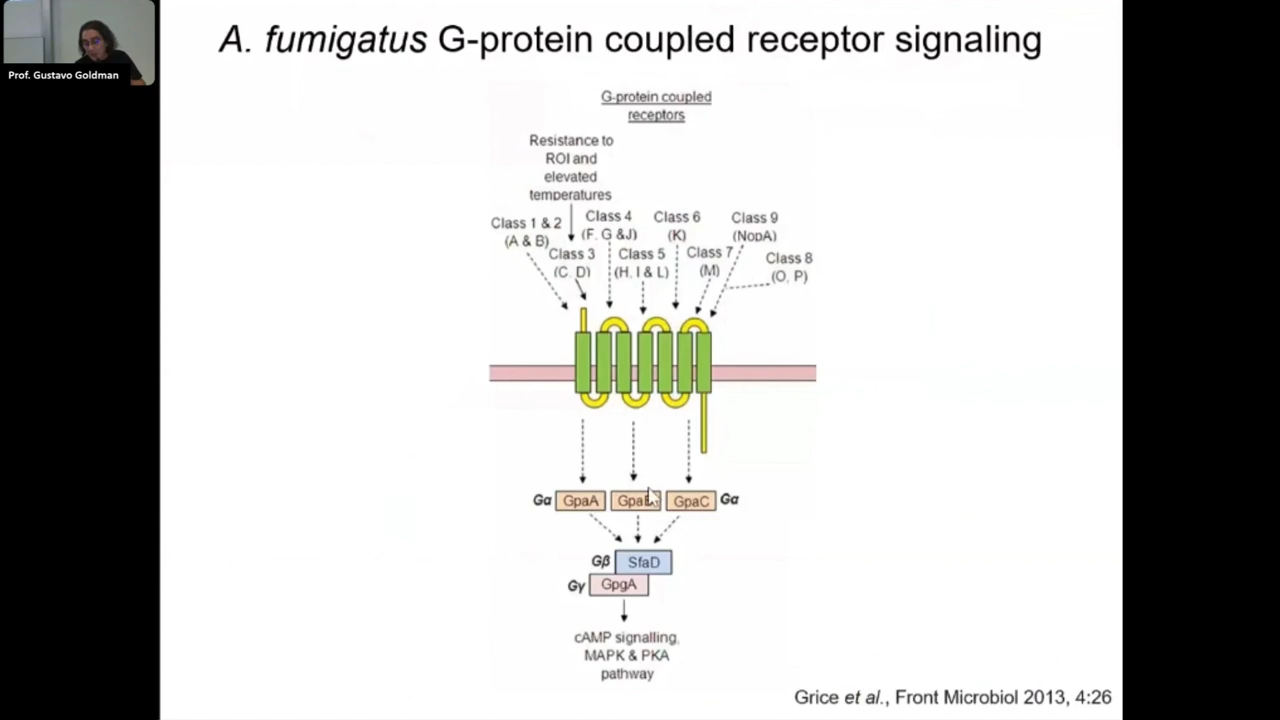 Prof. Gustavo Goldman
A. fumigatus G-protein coupled receptor signaling
G-protein coupled
receptors
Resistance to
ROI and
elevated
temperatures
Class 1 & 2
(A & B)
Class 3
(C, D)
Class 4
(F, G &J)
Class 5
(H, I & L)
Class 6
(K)
Class 7
(M)
Class 9
(NopA)
Class 8
(O, P)
Gα GpaA GpaB GpaC Gα
Gβ SfaD
Gγ GpgA
cAMP signalling,
MAPK & PKA
pathway
Grice et al., Front Microbiol 2013, 4:26